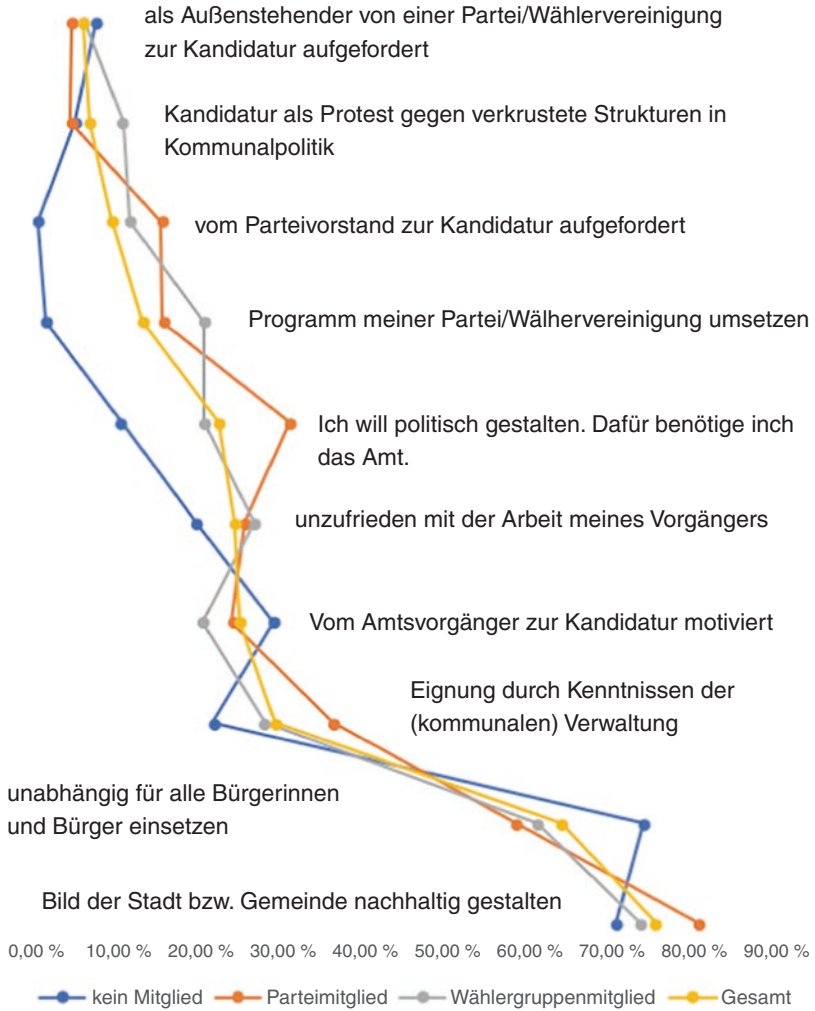 als Außenstehender von einer Partei/Wählervereinigung
zur Kandidatur aufgefordert
Kandidatur als Protest gegen verkrustete Strukturen in
Kommunalpolitik
vom Parteivorstand zur Kandidatur aufgefordert
Programm meiner Partei/Wälhervereinigung umsetzen
Ich will politisch gestalten. Dafür benötige inch
das Amt.
unzufrieden mit der Arbeit meines Vorgängers
Vom Amtsvorgänger zur Kandidatur motiviert
Eignung durch Kenntnissen der
(kommunalen) Verwaltung
unabhängig für alle Bürgerinnen
und Bürger einsetzen
Bild der Stadt bzw. Gemeinde nachhaltig gestalten
0,00 % 10,00 % 20,00 % 30,00 % 40,00 % 50,00 % 60,00 % 70,00 % 80,00 % 90,00 %
kein Mitglied Parteimitglied Wählergruppenmitglied Gesamt